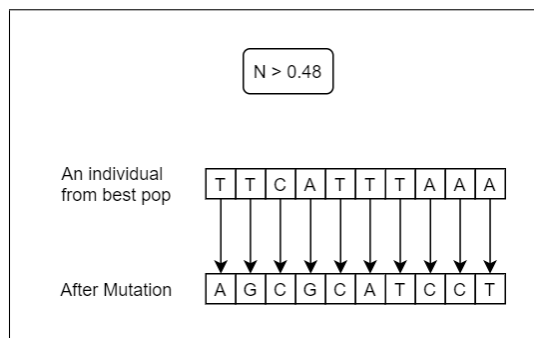 N > 0.48
An individual
from best pop
T T C A T T T A A A
After Mutation
A G C G C A T C C T